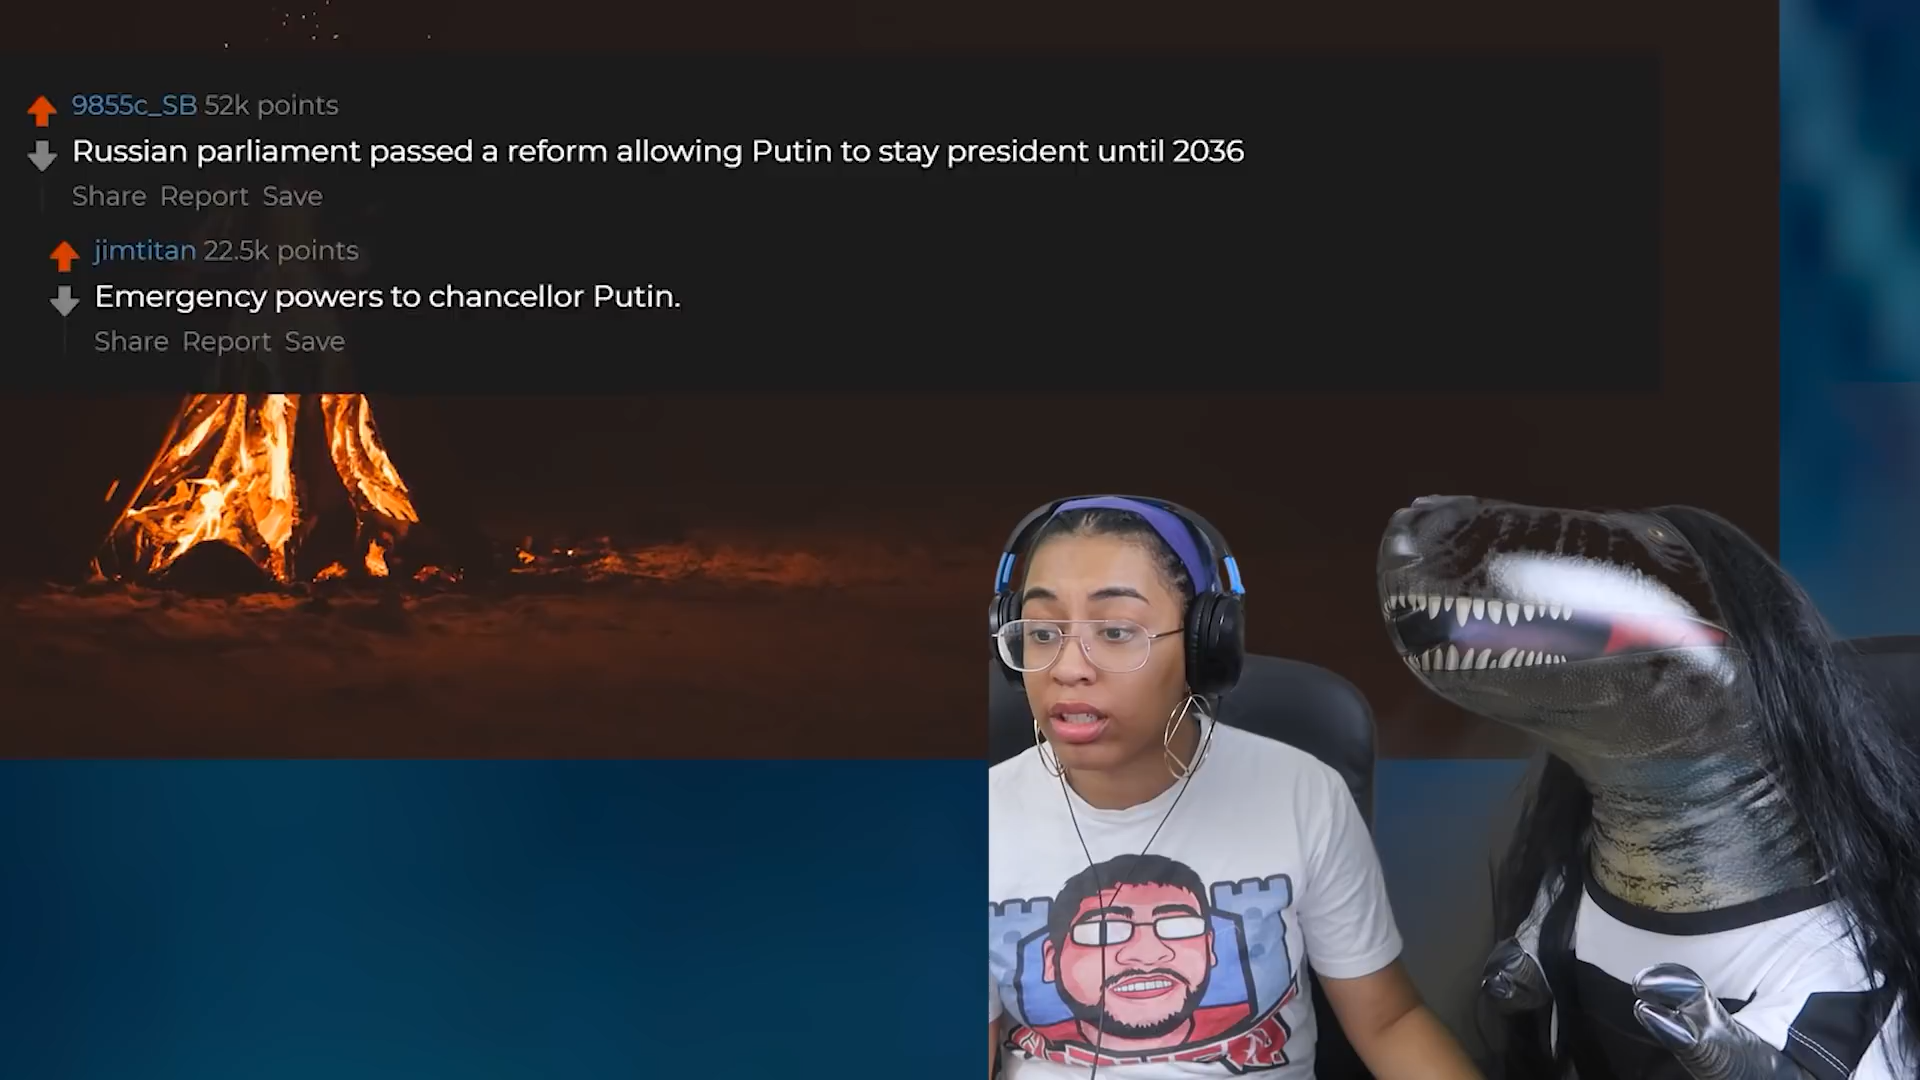 9855c_SB 52k points
Russian parliament passed a reform allowing Putin to stay president until 2036
Share Report Save
jimtitan 22.5k points
Emergency powers to chancellor Putin.
Share Report Save